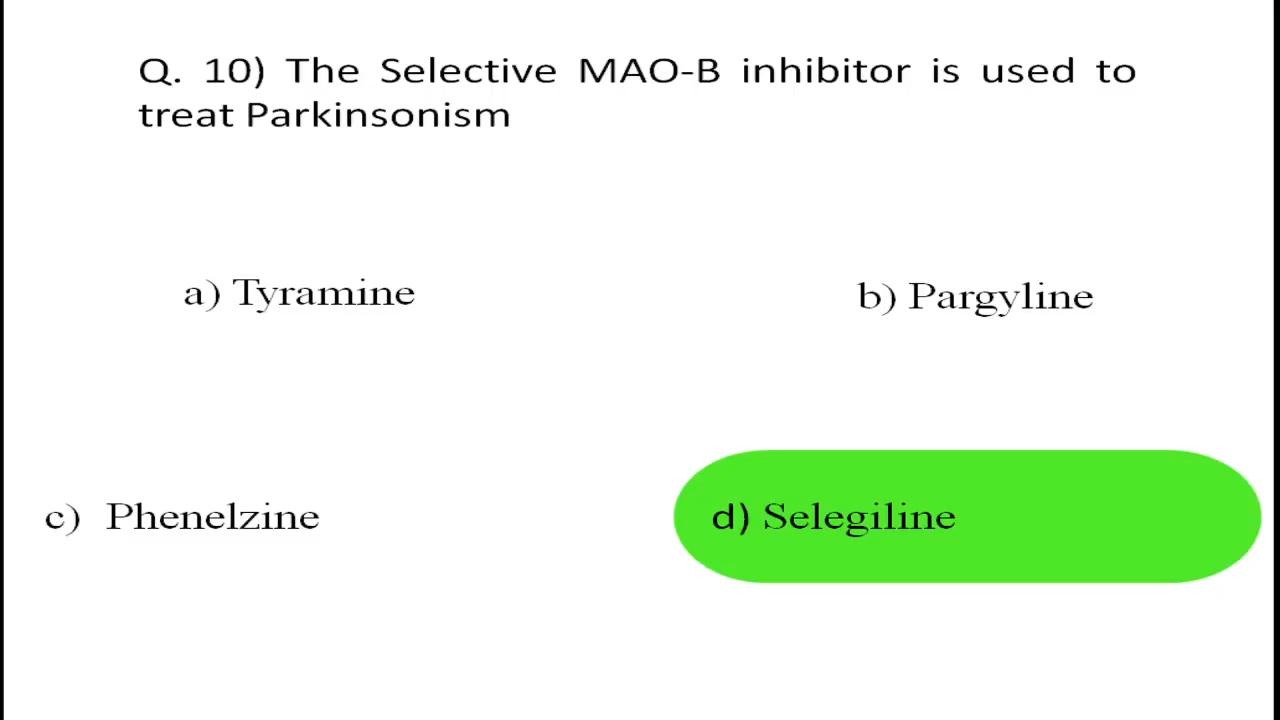 Q. 10) The Selective MAO-B inhibitor is used to
treat Parkinsonism
a) Tyramine
b) Pargyline
c) Phenelzine
d) Selegiline